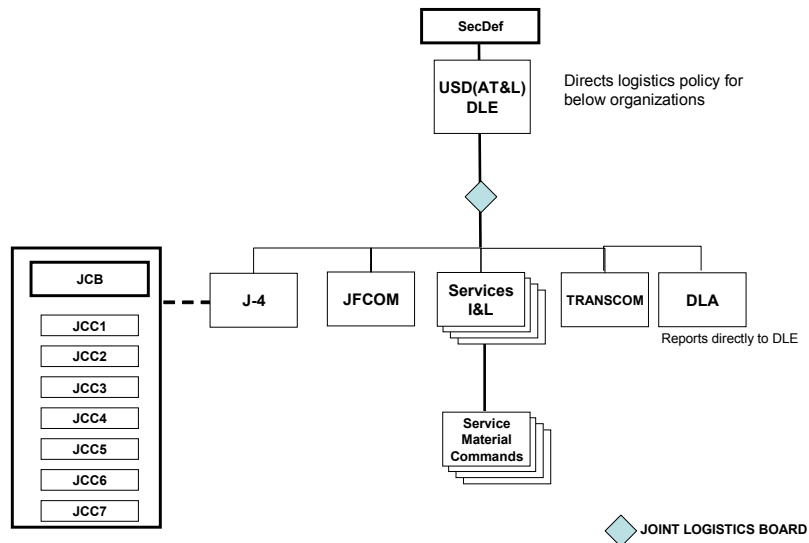 SecDef
USD(AT&L)
DLE
Directs logistics policy for
below organizations
JCB
JCC1
JCC2
JCC3
JCC4
JCC5
JCC6
JCC7
J-4
JFCOM
Services
I&L
TRANSCOM
DLA
Reports directly to DLE
Service
Material
Commands
JOINT LOGISTICS BOARD